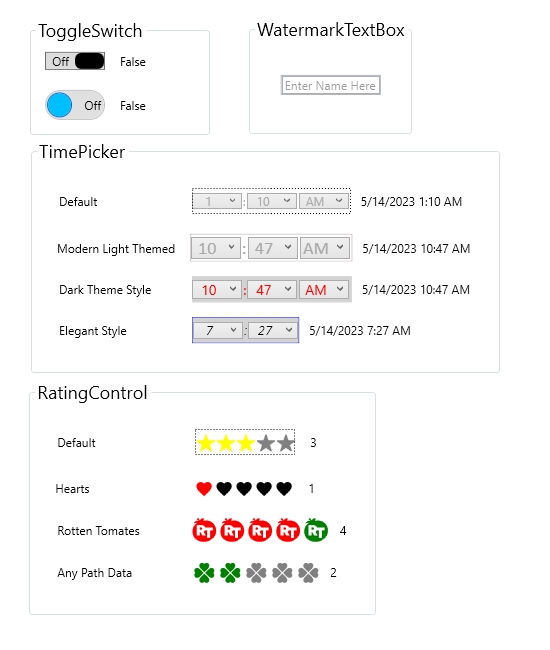 ToggleSwitch
Off False
Off False
WatermarkTextBox
Enter Name Here
TimePicker
Default 1 : 10 AM 5/14/2023 1:10 AM
Modern Light Themed 10 : 47 AM 5/14/2023 10:47 AM
Dark Theme Style 10 : 47 AM 5/14/2023 10:47 AM
Elegant Style 7 : 27 5/14/2023 7:27 AM
RatingControl
Default 3
Hearts 1
Rotten Tomates RT RT RT RT RT 4
Any Path Data 2